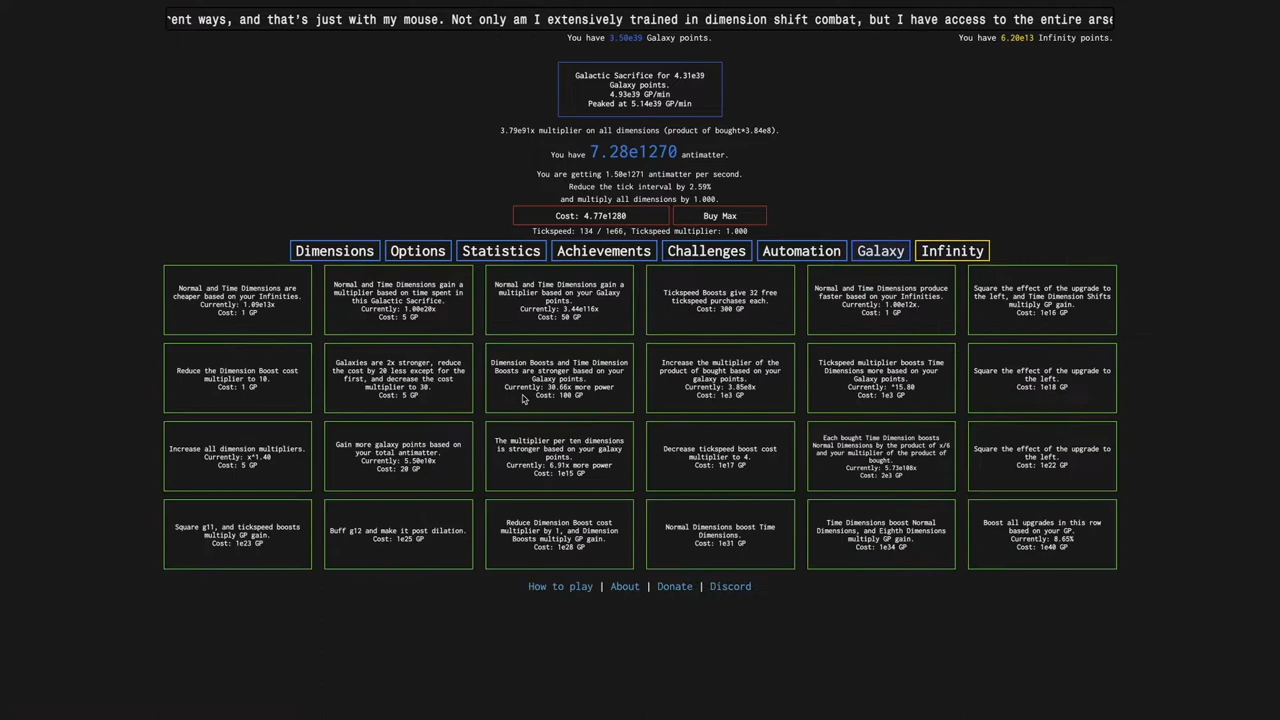 ent ways, and that's just with my mouse. Not only am I extensively trained in dimension shift combat, but I have access to the entire arse
You have 3.50e39 Galaxy points.
You have 6.20e13 Infinity points.
Galactic Sacrifice for 4.31e39
Galaxy points.
4.93e39 GP/min
Peaked at 5.14e39 GP/min
3.79e91x multiplier on all dimensions (product of bought*3.84e8).
You have 7.28e1270 antimatter.
You are getting 1.50e1271 antimatter per second.
Reduce the tick interval by 2.59%
and multiply all dimensions by 1.000.
Cost: 4.77e1280
Buy Max
Tickspeed: 134 / 1e66, Tickspeed multiplier: 1.000
Dimensions
Options
Statistics
Achievements
Challenges
Automation
Galaxy
Infinity
Normal and Time Dimensions are
cheaper based on your Infinities.
Currently: 1.09e13x
Cost: 1 GP
Normal and Time Dimensions gain a
multiplier based on time spent in
this Galactic Sacrifice.
Currently: 1.00e20x
Cost: 5 GP
Normal and Time Dimensions gain a
multiplier based on your Galaxy
points.
Currently: 3.44e116x
Cost: 50 GP
Tickspeed Boosts give 32 free
tickspeed purchases each.
Cost: 300 GP
Normal and Time Dimensions produce
faster based on your Infinities.
Currently: 1.00e12x.
Cost: 1 GP
Square the effect of the upgrade to
the left, and Time Dimension Shifts
multiply GP gain.
Cost: 1e16 GP
Reduce the Dimension Boost cost
multiplier to 10.
Cost: 1 GP
Galaxies are 2x stronger, reduce
the cost by 20 less except for the
first, and decrease the cost
multiplier to 30.
Cost: 5 GP
Dimension Boosts and Time Dimension
Boosts are stronger based on your
Galaxy points.
Currently: 30.66x more power
Cost: 100 GP
Increase the multiplier of the
product of bought based on your
galaxy points.
Currently: 3.85e8x
Cost: 1e3 GP
Tickspeed multiplier boosts Time
Dimensions more based on your
Galaxy points.
Currently: ^15.80
Cost: 1e3 GP
Square the effect of the upgrade to
the left.
Cost: 1e18 GP
Increase all dimension multipliers.
Currently: x^1.40
Cost: 5 GP
Gain more galaxy points based on
your total antimatter.
Currently: 5.50e10x
Cost: 20 GP
The multiplier per ten dimensions
is stronger based on your galaxy
points.
Currently: 6.91x more power
Cost: 1e15 GP
Decrease tickspeed boost cost
multiplier to 4.
Cost: 1e17 GP
Each bought Time Dimension boosts
Normal Dimensions by the product of x/6
and your multiplier of the product of
bought.
Currently: 5.73e108x
Cost: 2e3 GP
Square the effect of the upgrade to
the left.
Cost: 1e22 GP
Square g11, and tickspeed boosts
multiply GP gain.
Cost: 1e23 GP
Buff g12 and make it post dilation.
Cost: 1e25 GP
Reduce Dimension Boost cost
multiplier by 1, and Dimension
Boosts multiply GP gain.
Cost: 1e28 GP
Normal Dimensions boost Time
Dimensions.
Cost: 1e31 GP
Time Dimensions boost Normal
Dimensions, and Eighth Dimensions
multiply GP gain.
Cost: 1e34 GP
Boost all upgrades in this row
based on your GP.
Currently: 8.65%
Cost: 1e40 GP
How to play | About | Donate | Discord